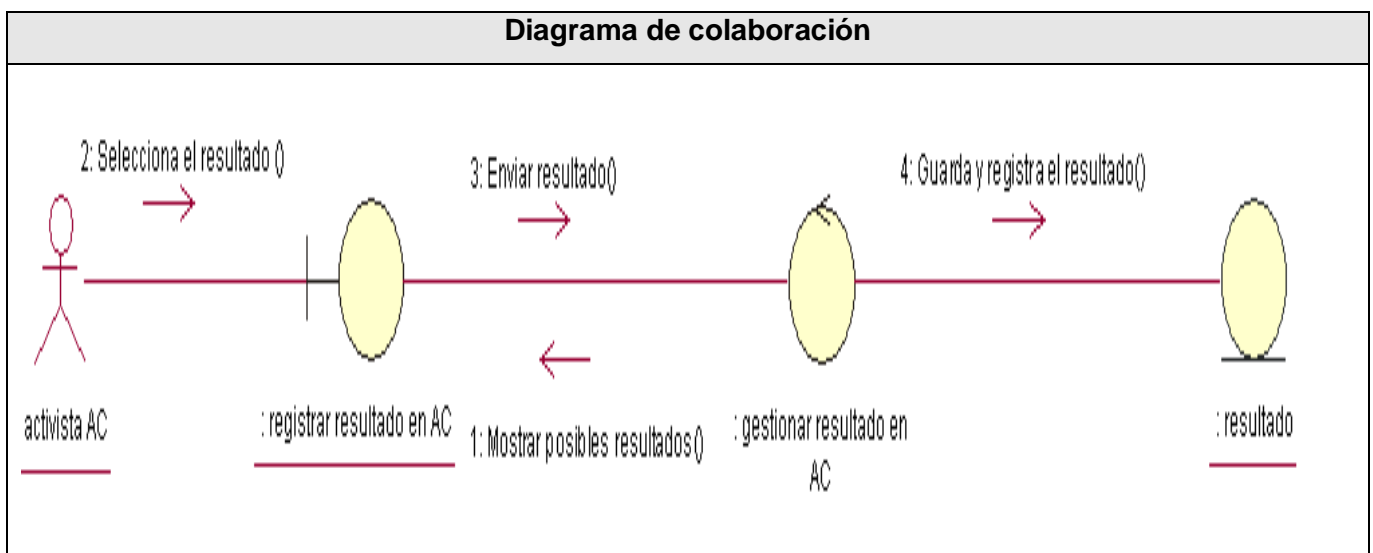 Diagrama de colaboración
2: Selecciona el resultado ()
3: Enviar resultado()
4: Guarda y registra el resultado()
activista AC
: registrar resultado en AC
1: Mostrar posibles resultados()
: gestionar resultado en
AC
: resultado